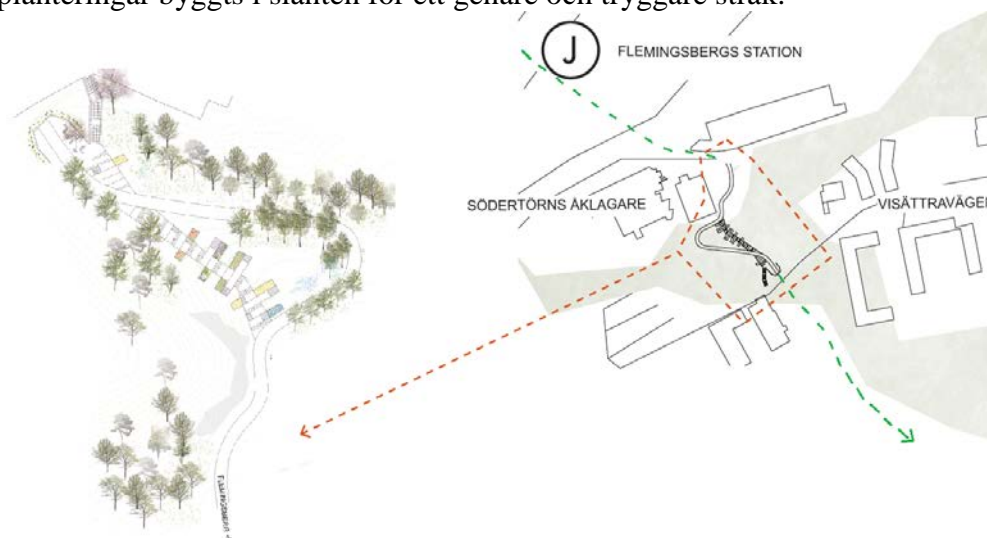 planteringar byggts i slänten för ett genare och tryggare stråk.
J
FLEMINGSBERGS STATION
SÖDERTÖRNS ÅKLAGARE
VISÄTTRAVÄGEN